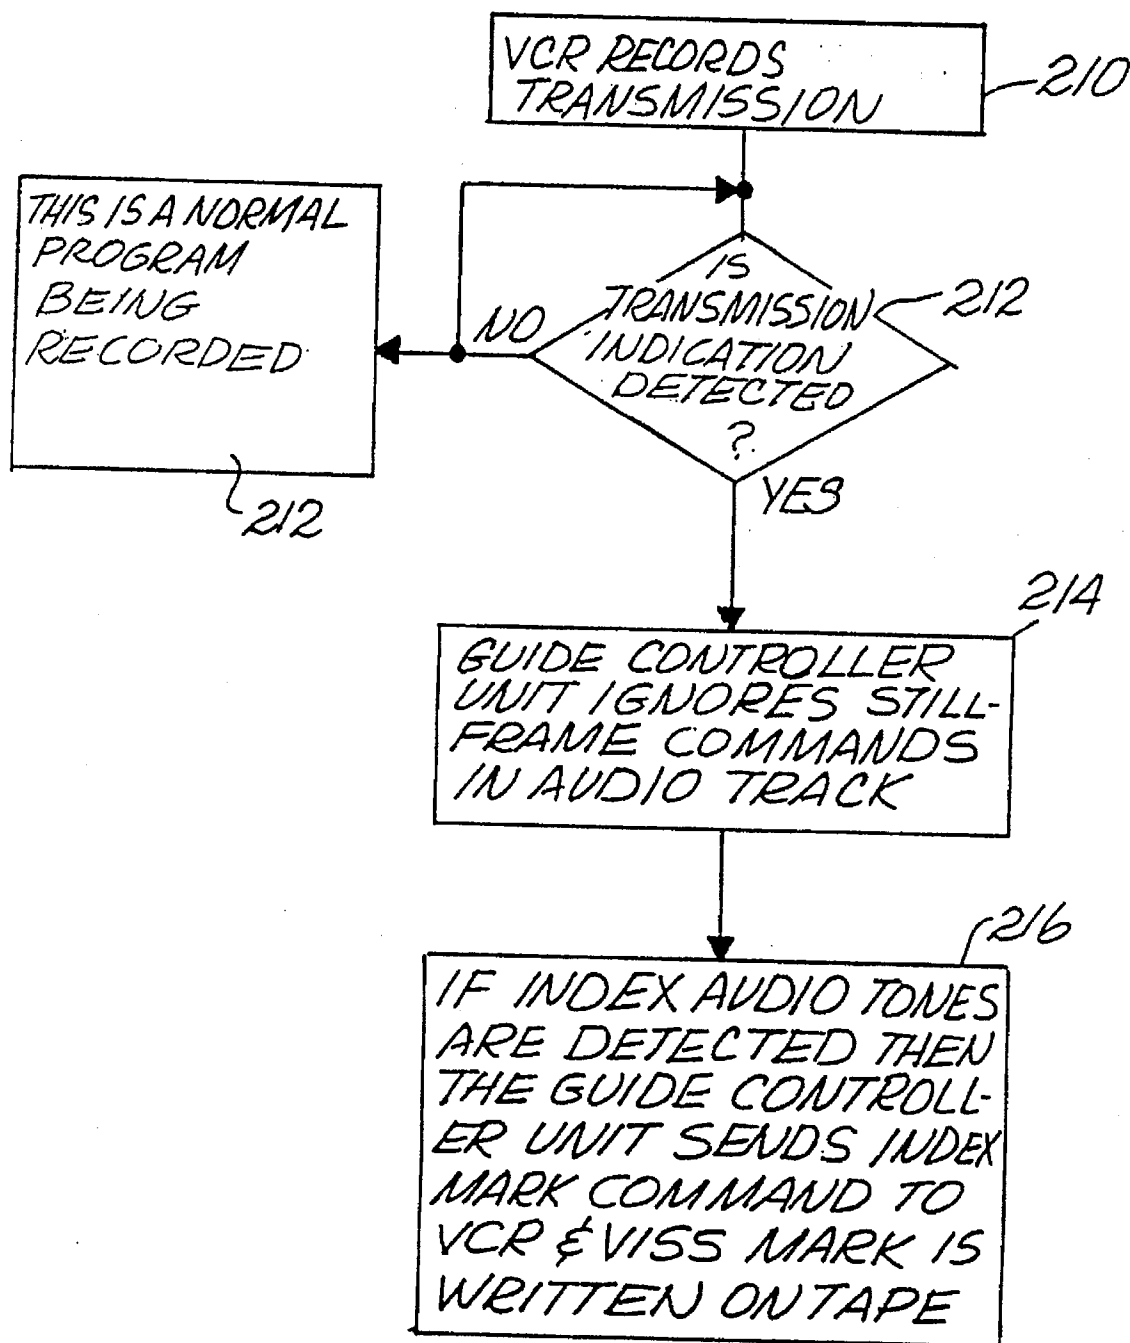 VCR RECORDS
TRANSMISSION
210
THIS IS A NORMAL
PROGRAM
BEING
RECORDED
212
IS
TRANSMISSION
INDICATION
DETECTED
?
212
NO
YES
214
GUIDE CONTROLLER
UNIT IGNORES STILL-
FRAME COMMANDS
IN AUDIO TRACK
216
IF INDEX AUDIO TONES
ARE DETECTED THEN
THE GUIDE CONTROLL-
ER UNIT SENDS INDEX
MARK COMMAND TO
VCR & VISS MARK IS
WRITTEN ON TAPE